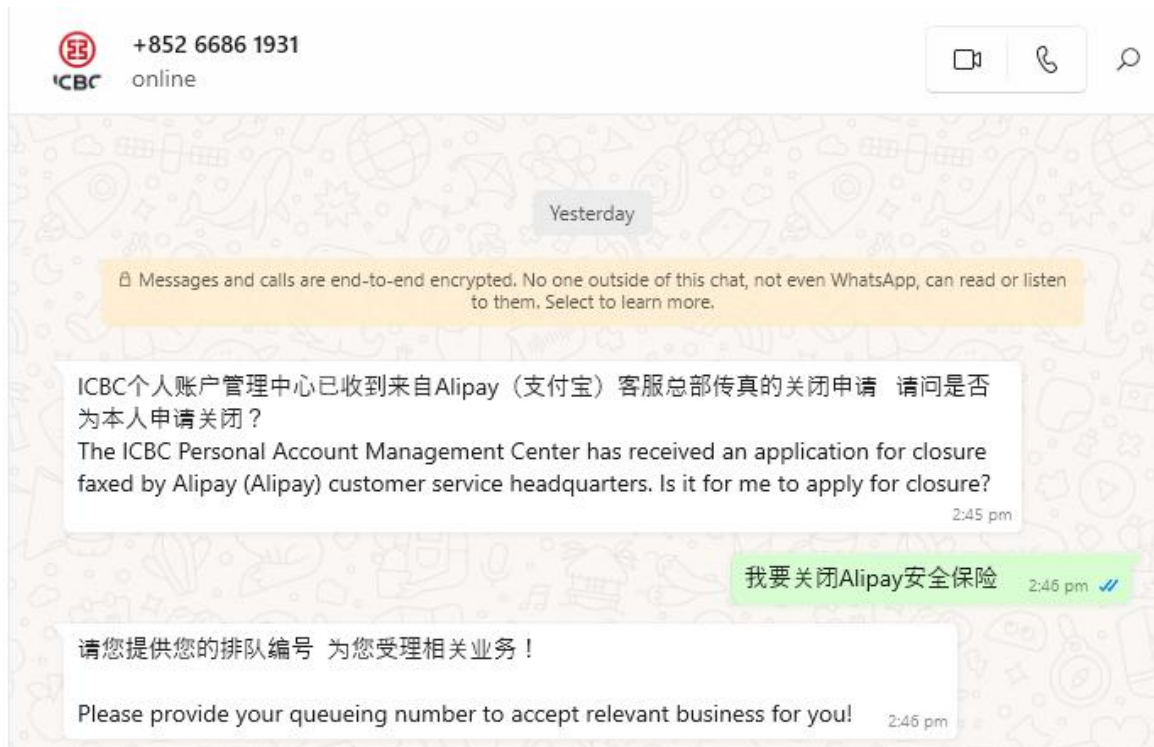 +852 6686 1931
ICBC
online
Yesterday
Messages and calls are end-to-end encrypted. No one outside of this chat, not even WhatsApp, can read or listen
to them. Select to learn more.
ICBC个人账户管理中心已收到来自Alipay（支付宝）客服总部传真的关闭申请 请问是否
为本人申请关闭？
The ICBC Personal Account Management Center has received an application for closure
faxed by Alipay (Alipay) customer service headquarters. Is it for me to apply for closure?
2:45 pm
我要关闭Alipay安全保险 2:46 pm
请您提供您的排队编号 为您受理相关业务！
Please provide your queueing number to accept relevant business for you! 2:46 pm